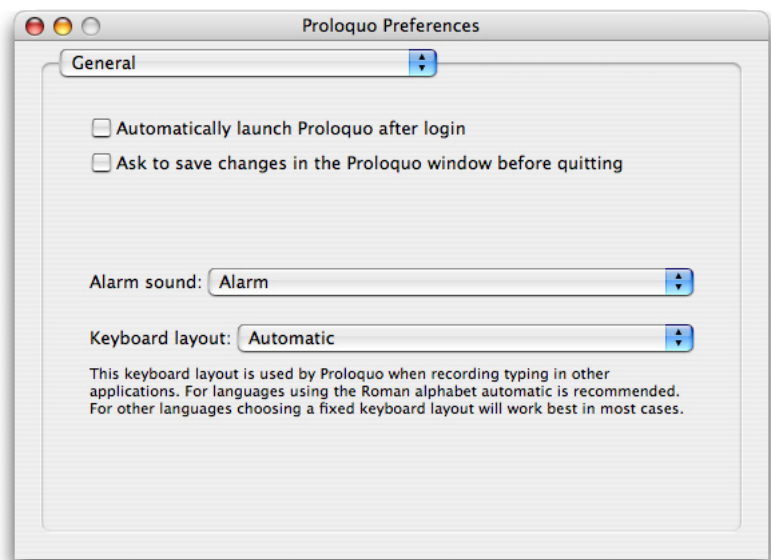 Proloquo Preferences
General
Automatically launch Proloquo after login
Ask to save changes in the Proloquo window before quitting
Alarm sound: Alarm
Keyboard layout: Automatic
This keyboard layout is used by Proloquo when recording typing in other
applications. For languages using the Roman alphabet automatic is recommended.
For other languages choosing a fixed keyboard layout will work best in most cases.